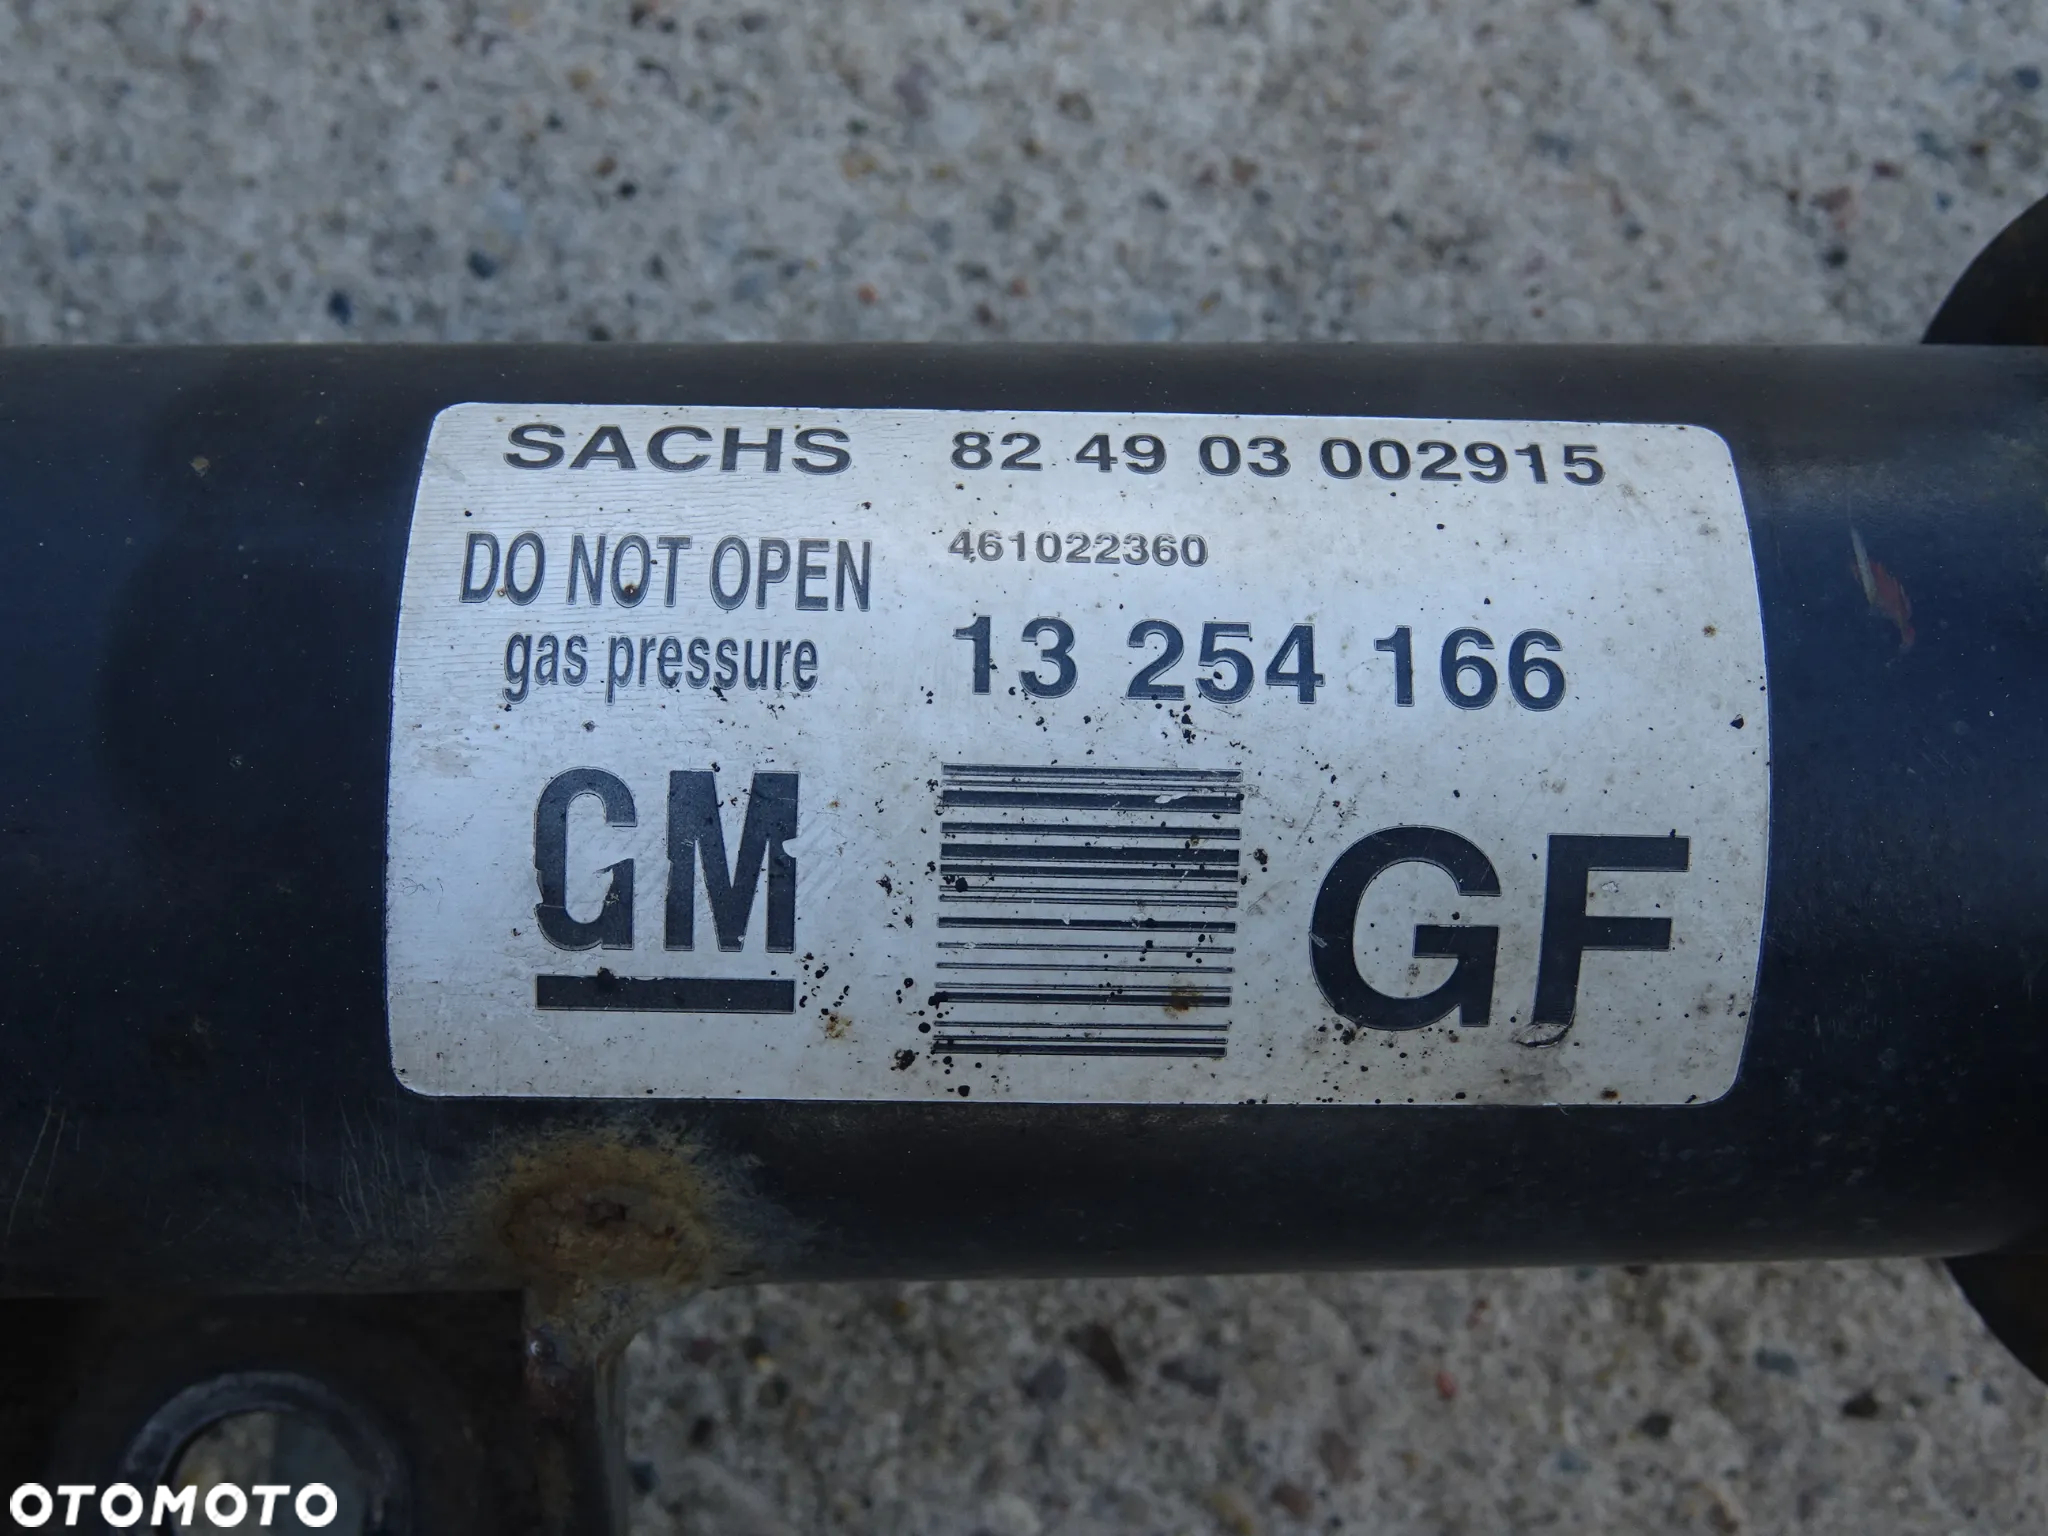 SACHS 82 49 03 002915
DO NOT OPEN 461022360
gas pressure 13 254 166
GM GF
OTOMOTO